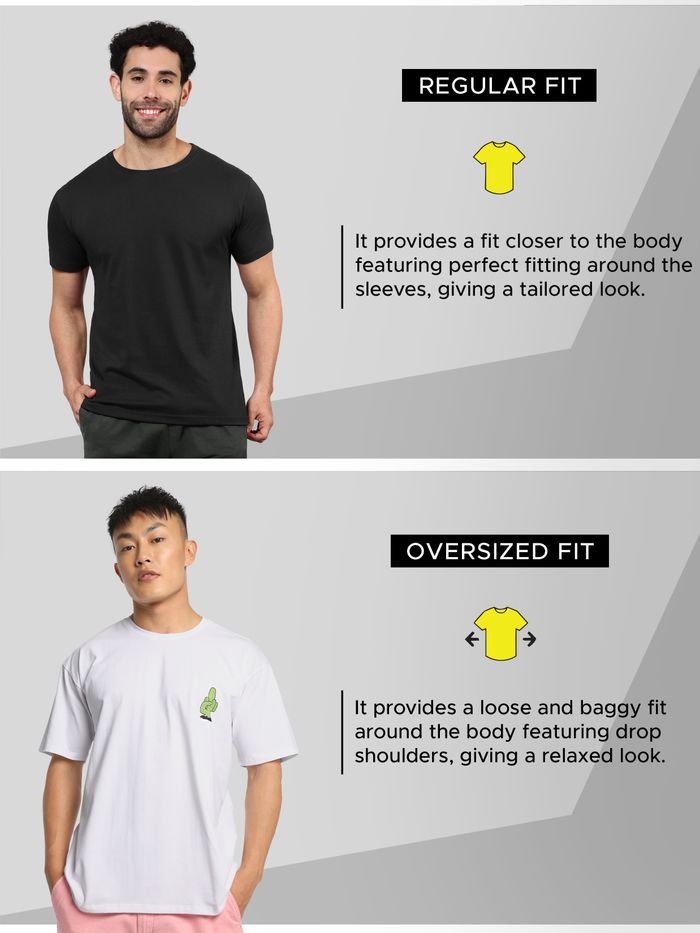 REGULAR FIT
It provides a fit closer to the body
featuring perfect fitting around the
sleeves, giving a tailored look.
OVERSIZED FIT
It provides a loose and baggy fit
around the body featuring drop
shoulders, giving a relaxed look.